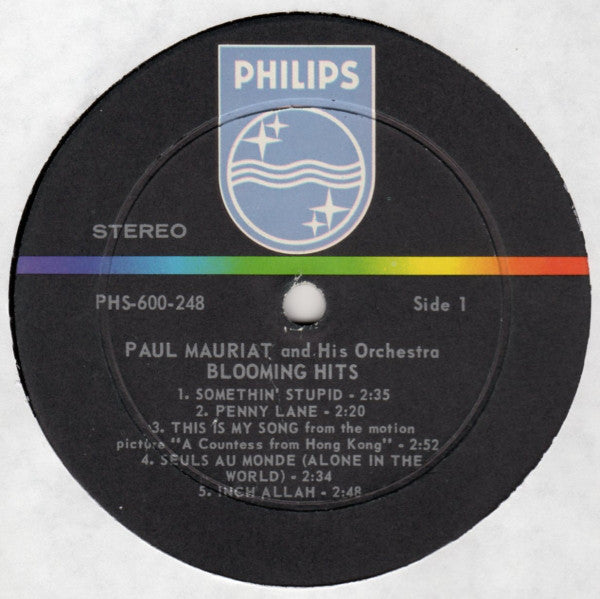 PHILIPS
STEREO
PHS-600-248 Side 1
PAUL MAURIAT and His Orchestra
BLOOMING HITS
1. SOMETHIN' STUPID - 2:35
2. PENNY LANE - 2:20
3. THIS IS MY SONG from the motion
picture "A Countess from Hong Kong" - 2:52
4. SEULS AU MONDE (ALONE IN THE
WORLD) - 2:34
5. INCH ALLAH - 2:48